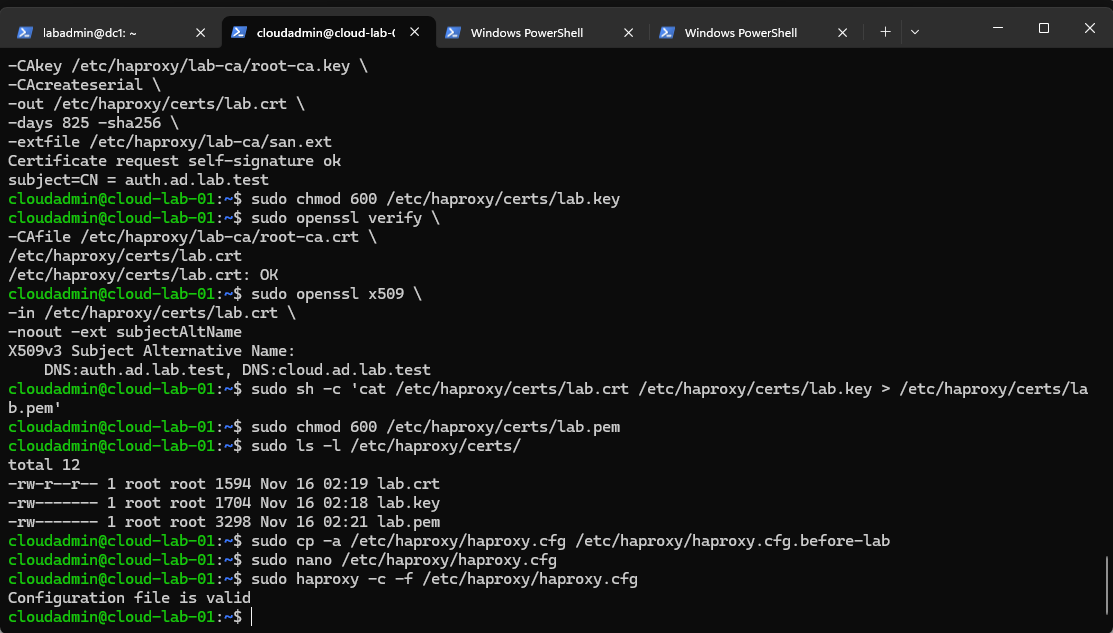 labadmin@dc1: ~
cloudadmin@cloud-lab-(
Windows PowerShell
Windows PowerShell
-CAkey /etc/haproxy/lab-ca/root-ca.key \
-CAcreateserial \
-out /etc/haproxy/certs/lab.crt \
-days 825 -sha256 \
-extfile /etc/haproxy/lab-ca/san.ext
Certificate request self-signature ok
subject=CN = auth.ad.lab.test
cloudadmin@cloud-lab-01:~$ sudo chmod 600 /etc/haproxy/certs/lab.key
cloudadmin@cloud-lab-01:~$ sudo openssl verify \
-CAfile /etc/haproxy/lab-ca/root-ca.crt \
/etc/haproxy/certs/lab.crt
/etc/haproxy/certs/lab.crt: OK
cloudadmin@cloud-lab-01:~$ sudo openssl x509 \
-in /etc/haproxy/certs/lab.crt \
-noout -ext subjectAltName
X509v3 Subject Alternative Name:
    DNS:auth.ad.lab.test, DNS:cloud.ad.lab.test
cloudadmin@cloud-lab-01:~$ sudo sh -c 'cat /etc/haproxy/certs/lab.crt /etc/haproxy/certs/lab.key > /etc/haproxy/certs/la
b.pem'
cloudadmin@cloud-lab-01:~$ sudo chmod 600 /etc/haproxy/certs/lab.pem
cloudadmin@cloud-lab-01:~$ sudo ls -l /etc/haproxy/certs/
total 12
-rw-r--r-- 1 root root 1594 Nov 16 02:19 lab.crt
-rw------- 1 root root 1704 Nov 16 02:18 lab.key
-rw------- 1 root root 3298 Nov 16 02:21 lab.pem
cloudadmin@cloud-lab-01:~$ sudo cp -a /etc/haproxy/haproxy.cfg /etc/haproxy/haproxy.cfg.before-lab
cloudadmin@cloud-lab-01:~$ sudo nano /etc/haproxy/haproxy.cfg
cloudadmin@cloud-lab-01:~$ sudo haproxy -c -f /etc/haproxy/haproxy.cfg
Configuration file is valid
cloudadmin@cloud-lab-01:~$